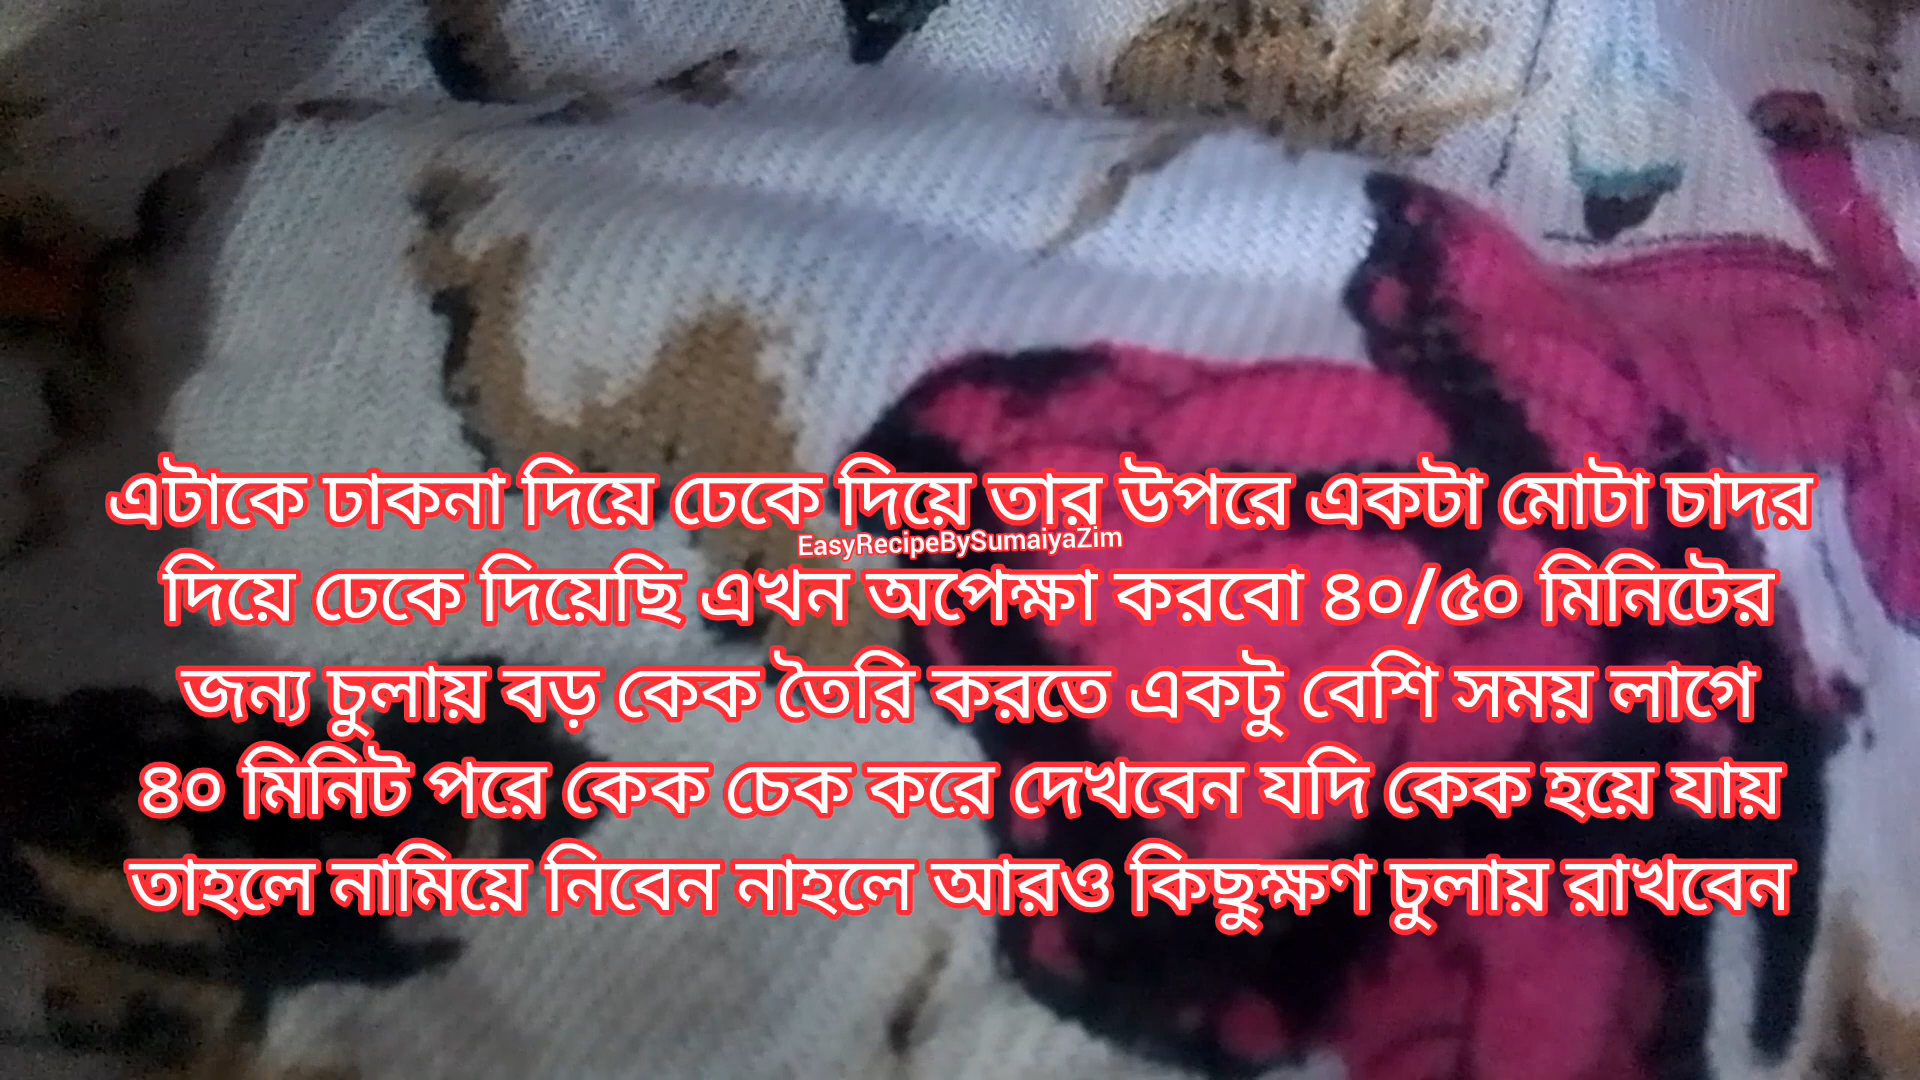 এটাকে ঢাকনা দিয়ে ঢেকে দিয়ে তার উপরে একটা মোটা চাদর
EasyRecipeBySumaiyaZim
দিয়ে ঢেকে দিয়েছি এখন অপেক্ষা করবো ৪০/৫০ মিনিটের
জন্য চুলায় বড় কেক তৈরি করতে একটু বেশি সময় লাগে
৪০ মিনিট পরে কেক চেক করে দেখবেন যদি কেক হয়ে যায়
তাহলে নামিয়ে নিবেন নাহলে আরও কিছুক্ষণ চুলায় রাখবেন